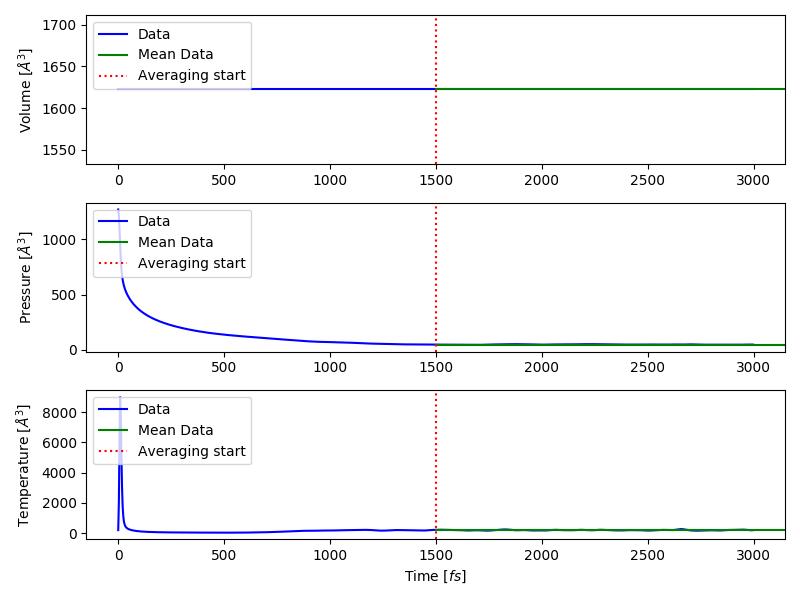 1700
1650
1600
1550
Volume [Å³]
Data
Mean Data
Averaging start
0 500 1000 1500 2000 2500 3000
1000
500
0
Pressure [Å³]
Data
Mean Data
Averaging start
0 500 1000 1500 2000 2500 3000
8000
6000
4000
2000
0
Temperature [Å³]
Data
Mean Data
Averaging start
0 500 1000 1500 2000 2500 3000
Time [fs]